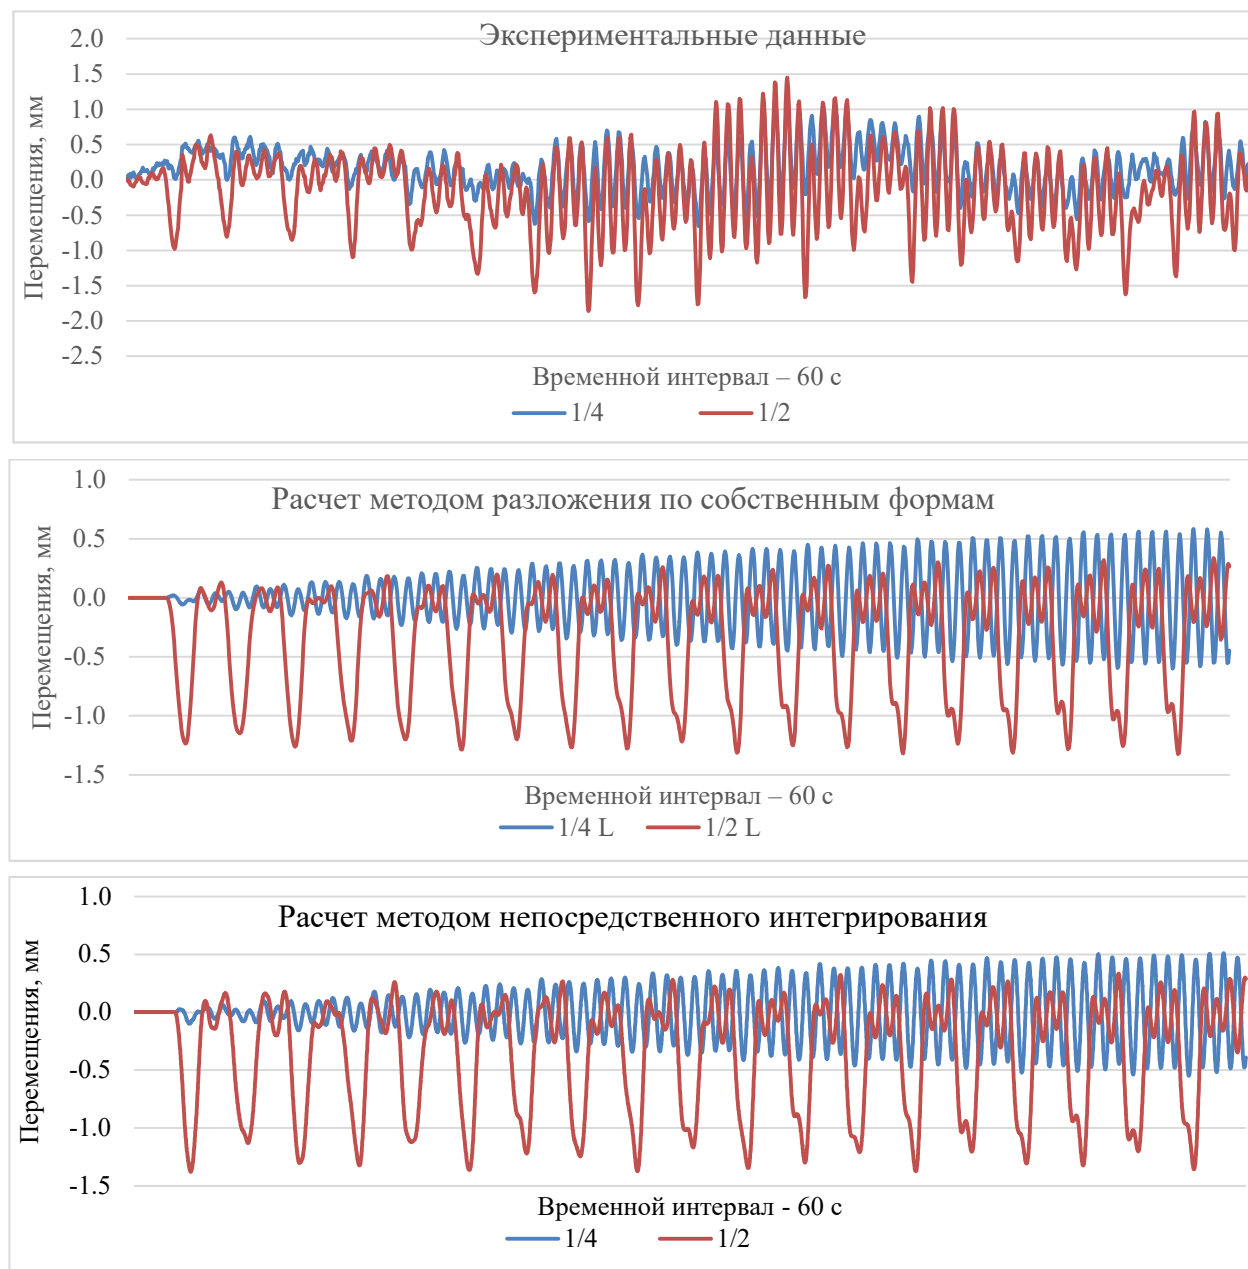 Экспериментальные данные
2.0
1.5
1.0
0.5
0.0
-0.5
-1.0
-1.5
-2.0
-2.5
Перемещения, мм
Временной интервал – 60 с
1/4 1/2
Расчет методом разложения по собственным формам
1.0
0.5
0.0
-0.5
-1.0
-1.5
Перемещения, мм
Временной интервал – 60 с
1/4 L 1/2 L
Расчет методом непосредственного интегрирования
1.0
0.5
0.0
-0.5
-1.0
-1.5
Перемещения, мм
Временной интервал - 60 с
1/4 1/2